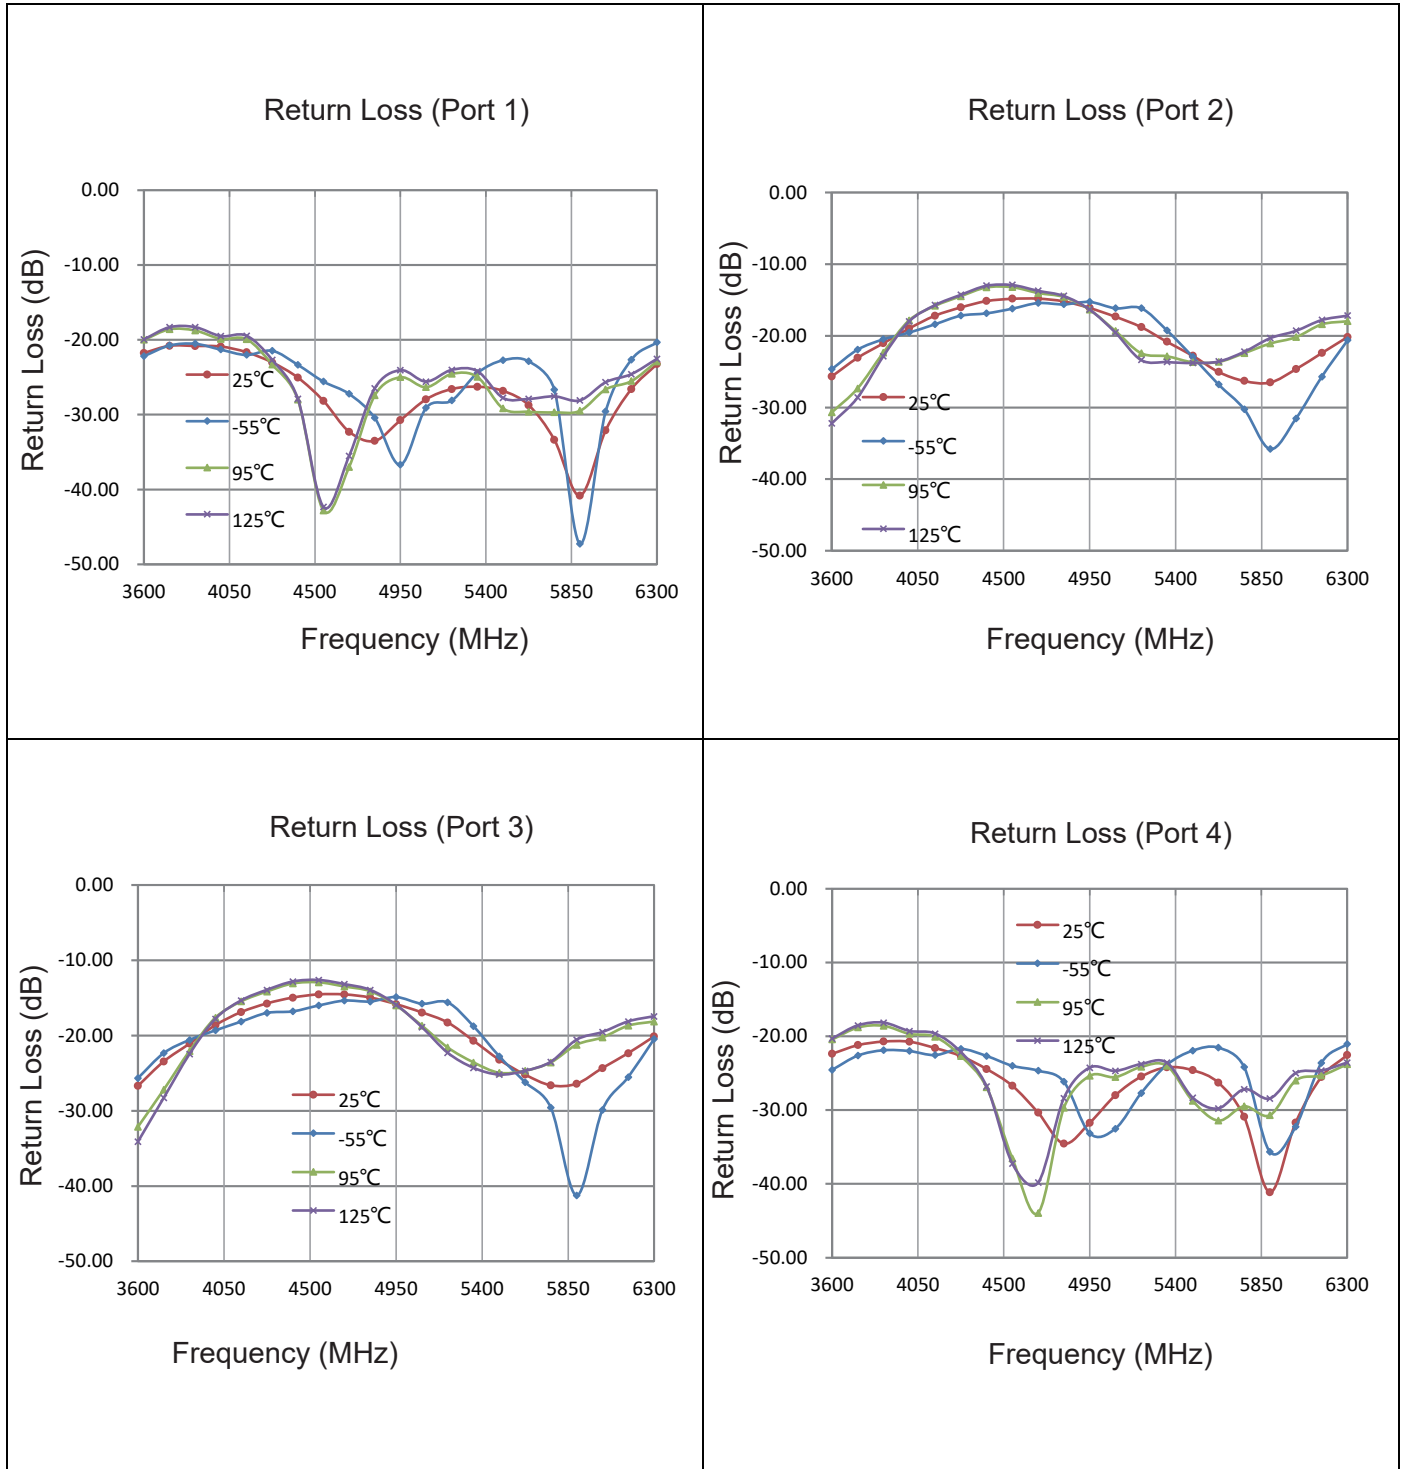 Return Loss (Port 1)
Return Loss (dB)
0.00
-10.00
-20.00
-30.00
-40.00
-50.00
25℃
-55℃
95℃
125℃
3600 4050 4500 4950 5400 5850 6300
Frequency (MHz)
Return Loss (Port 2)
Return Loss (dB)
0.00
-10.00
-20.00
-30.00
-40.00
-50.00
25℃
-55℃
95℃
125℃
3600 4050 4500 4950 5400 5850 6300
Frequency (MHz)
Return Loss (Port 3)
Return Loss (dB)
0.00
-10.00
-20.00
-30.00
-40.00
-50.00
25℃
-55℃
95℃
125℃
3600 4050 4500 4950 5400 5850 6300
Frequency (MHz)
Return Loss (Port 4)
Return Loss (dB)
0.00
-10.00
-20.00
-30.00
-40.00
-50.00
25℃
-55℃
95℃
125℃
3600 4050 4500 4950 5400 5850 6300
Frequency (MHz)